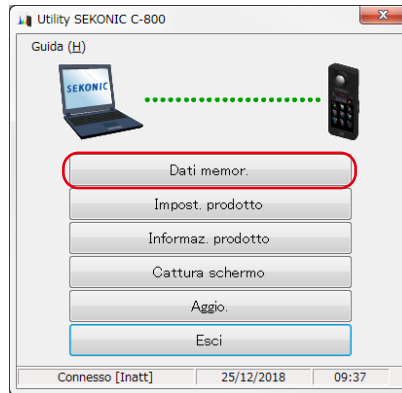 Utility SEKONIC C-800
Guida (H)
SEKONIC
Dati memor.
Impost. prodotto
Informaz. prodotto
Cattura schermo
Aggio.
Esci
Connesso [Inatt] 25/12/2018 09:37